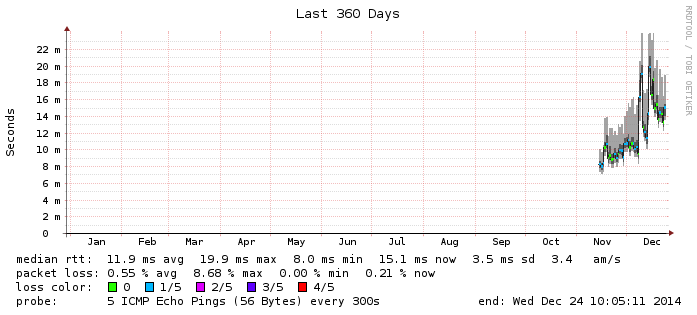 Last 360 Days
RRDTOOL / TOBI OETIKER
Seconds
22 m
20 m
18 m
16 m
14 m
12 m
10 m
8 m
6 m
4 m
2 m
0
Jan Feb Mar Apr May Jun Jul Aug Sep Oct Nov Dec
median rtt: 11.9 ms avg 19.9 ms max 8.0 ms min 15.1 ms now 3.5 ms sd 3.4 am/s
packet loss: 0.55 % avg 8.68 % max 0.00 % min 0.21 % now
loss color: 0 1/5 2/5 3/5 4/5
probe: 5 ICMP Echo Pings (56 Bytes) every 300s end: Wed Dec 24 10:05:11 2014